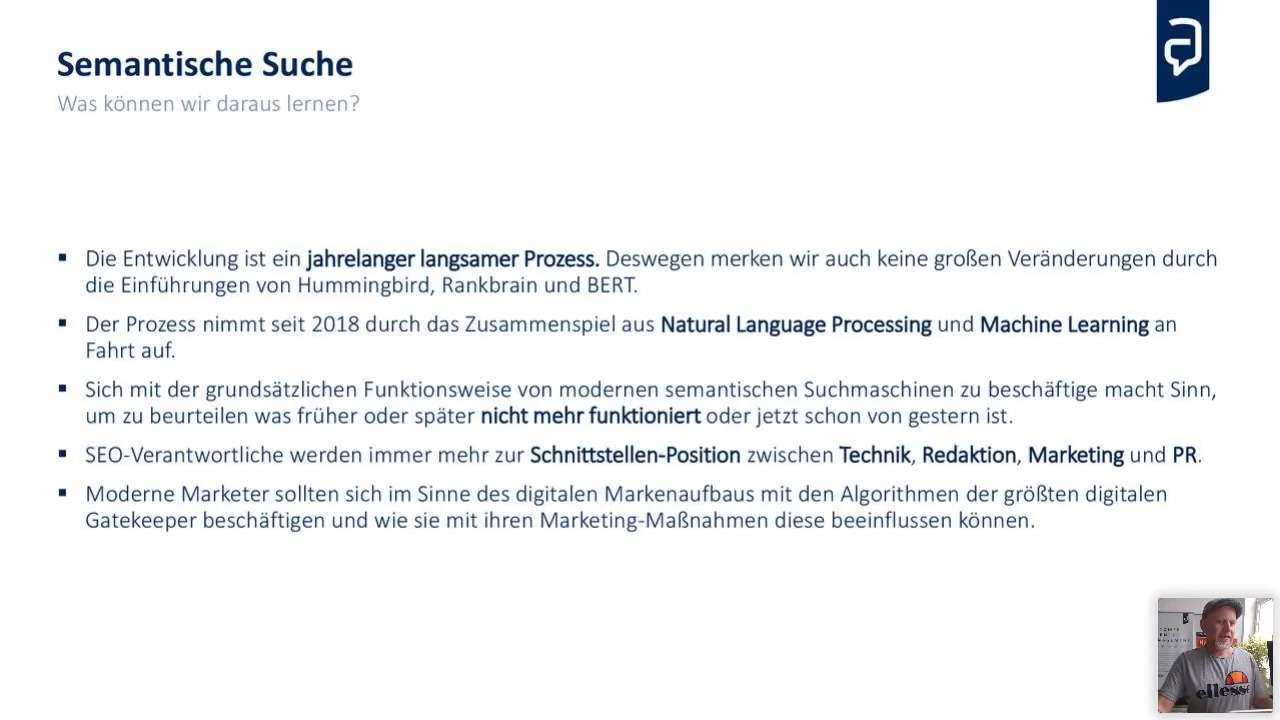 Semantische Suche
Was können wir daraus lernen?
▪ Die Entwicklung ist ein jahrelanger langsamer Prozess. Deswegen merken wir auch keine großen Veränderungen durch
die Einführungen von Hummingbird, Rankbrain und BERT.
▪ Der Prozess nimmt seit 2018 durch das Zusammenspiel aus Natural Language Processing und Machine Learning an
Fahrt auf.
▪ Sich mit der grundsätzlichen Funktionsweise von modernen semantischen Suchmaschinen zu beschäftige macht Sinn,
um zu beurteilen was früher oder später nicht mehr funktioniert oder jetzt schon von gestern ist.
▪ SEO-Verantwortliche werden immer mehr zur Schnittstellen-Position zwischen Technik, Redaktion, Marketing und PR.
▪ Moderne Marketer sollten sich im Sinne des digitalen Markenaufbaus mit den Algorithmen der größten digitalen
Gatekeeper beschäftigen und wie sie mit ihren Marketing-Maßnahmen diese beeinflussen können.
ellesse